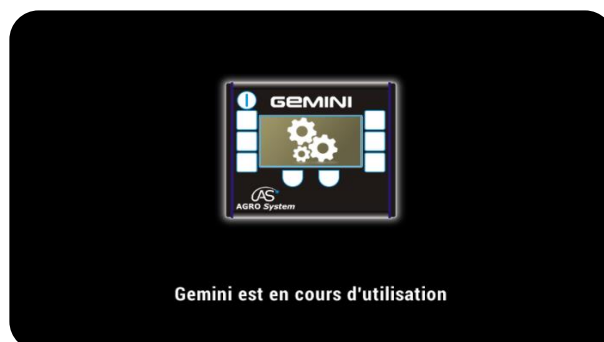 GEMINI
AS
AGRO System
Gemini est en cours d'utilisation